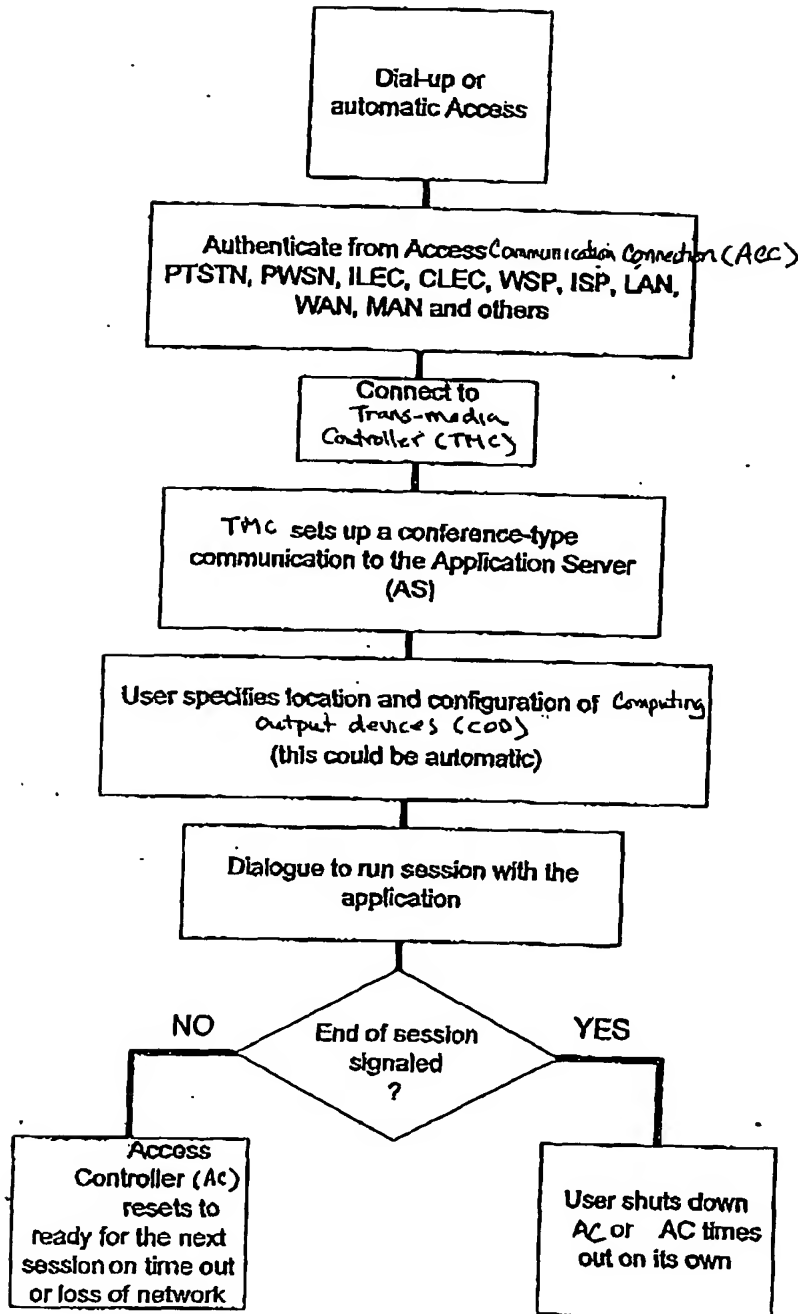 Dial-up or
automatic Access
Authenticate from Access Communication Connection (ACC)
PTSTN, PWSN, ILEC, CLEC, WSP, ISP, LAN,
WAN, MAN and others
Connect to
Trans-media
Controller (TMC)
TMC sets up a conference-type
communication to the Application Server
(AS)
User specifies location and configuration of Computing
output devices (COD)
(this could be automatic)
Dialogue to run session with the
application
End of session
signaled
?
NO
YES
Access
Controller (AC)
resets to
ready for the next
session on time out
or loss of network
User shuts down
AC or AC times
out on its own